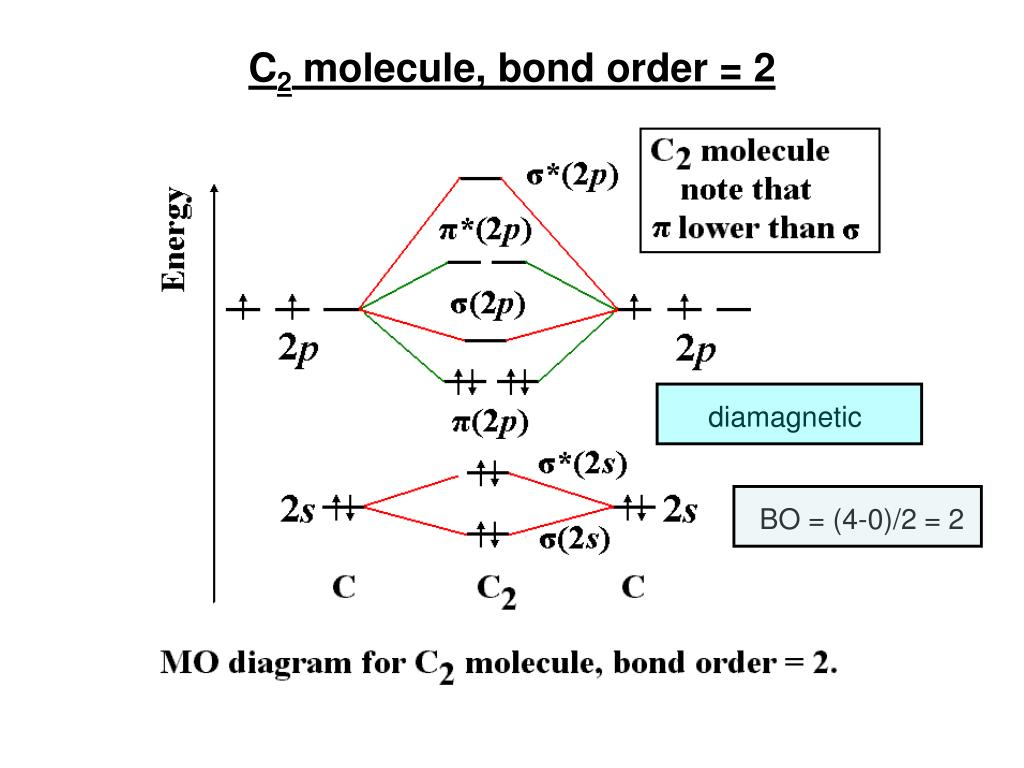 C₂ molecule, bond order = 2
C₂ molecule
note that
π lower than σ
σ*(2p)
π*(2p)
Energy
σ(2p)
2p
2p
diamagnetic
π(2p)
σ*(2s)
2s
2s
BO = (4-0)/2 = 2
σ(2s)
C
C₂
C
MO diagram for C₂ molecule, bond order = 2.